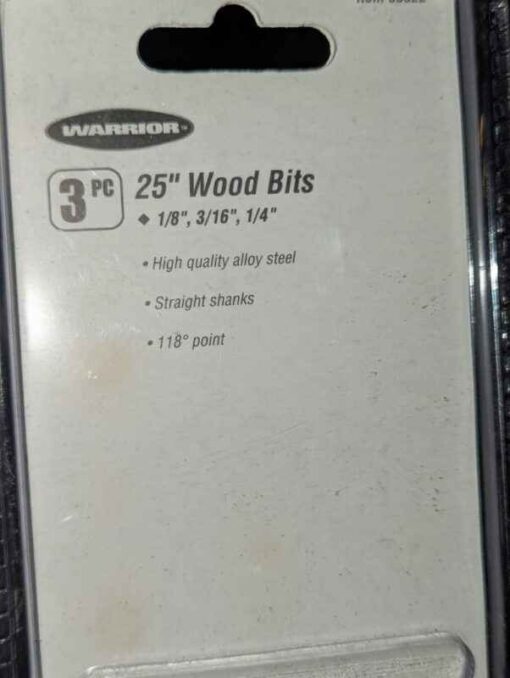 WARRIOR
3 PC
25" Wood Bits
◆ 1/8", 3/16", 1/4"
• High quality alloy steel
• Straight shanks
• 118° point